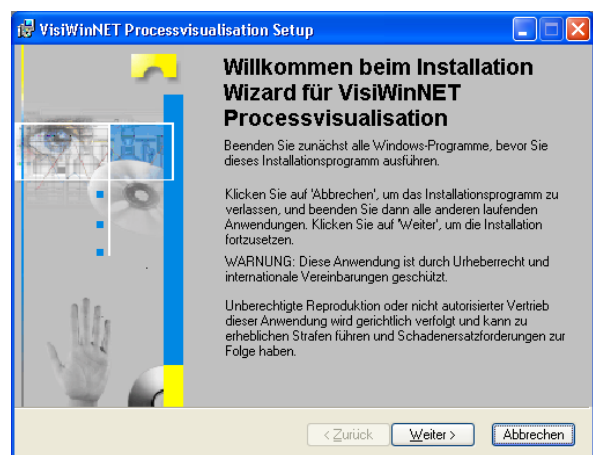 VisiWinNET Processvisualisation Setup
Willkommen beim Installation
Wizard für VisiWinNET
Processvisualisation
Beenden Sie zunächst alle Windows-Programme, bevor Sie
dieses Installationsprogramm ausführen.
Klicken Sie auf 'Abbrechen', um das Installationsprogramm zu
verlassen, und beenden Sie dann alle anderen laufenden
Anwendungen. Klicken Sie auf 'Weiter', um die Installation
fortzusetzen.
WARNUNG: Diese Anwendung ist durch Urheberrecht und
internationale Vereinbarungen geschützt.
Unberechtigte Reproduktion oder nicht autorisierter Vertrieb
dieser Anwendung wird gerichtlich verfolgt und kann zu
erheblichen Strafen führen und Schadenersatzforderungen zur
Folge haben.
< Zurück Weiter > Abbrechen